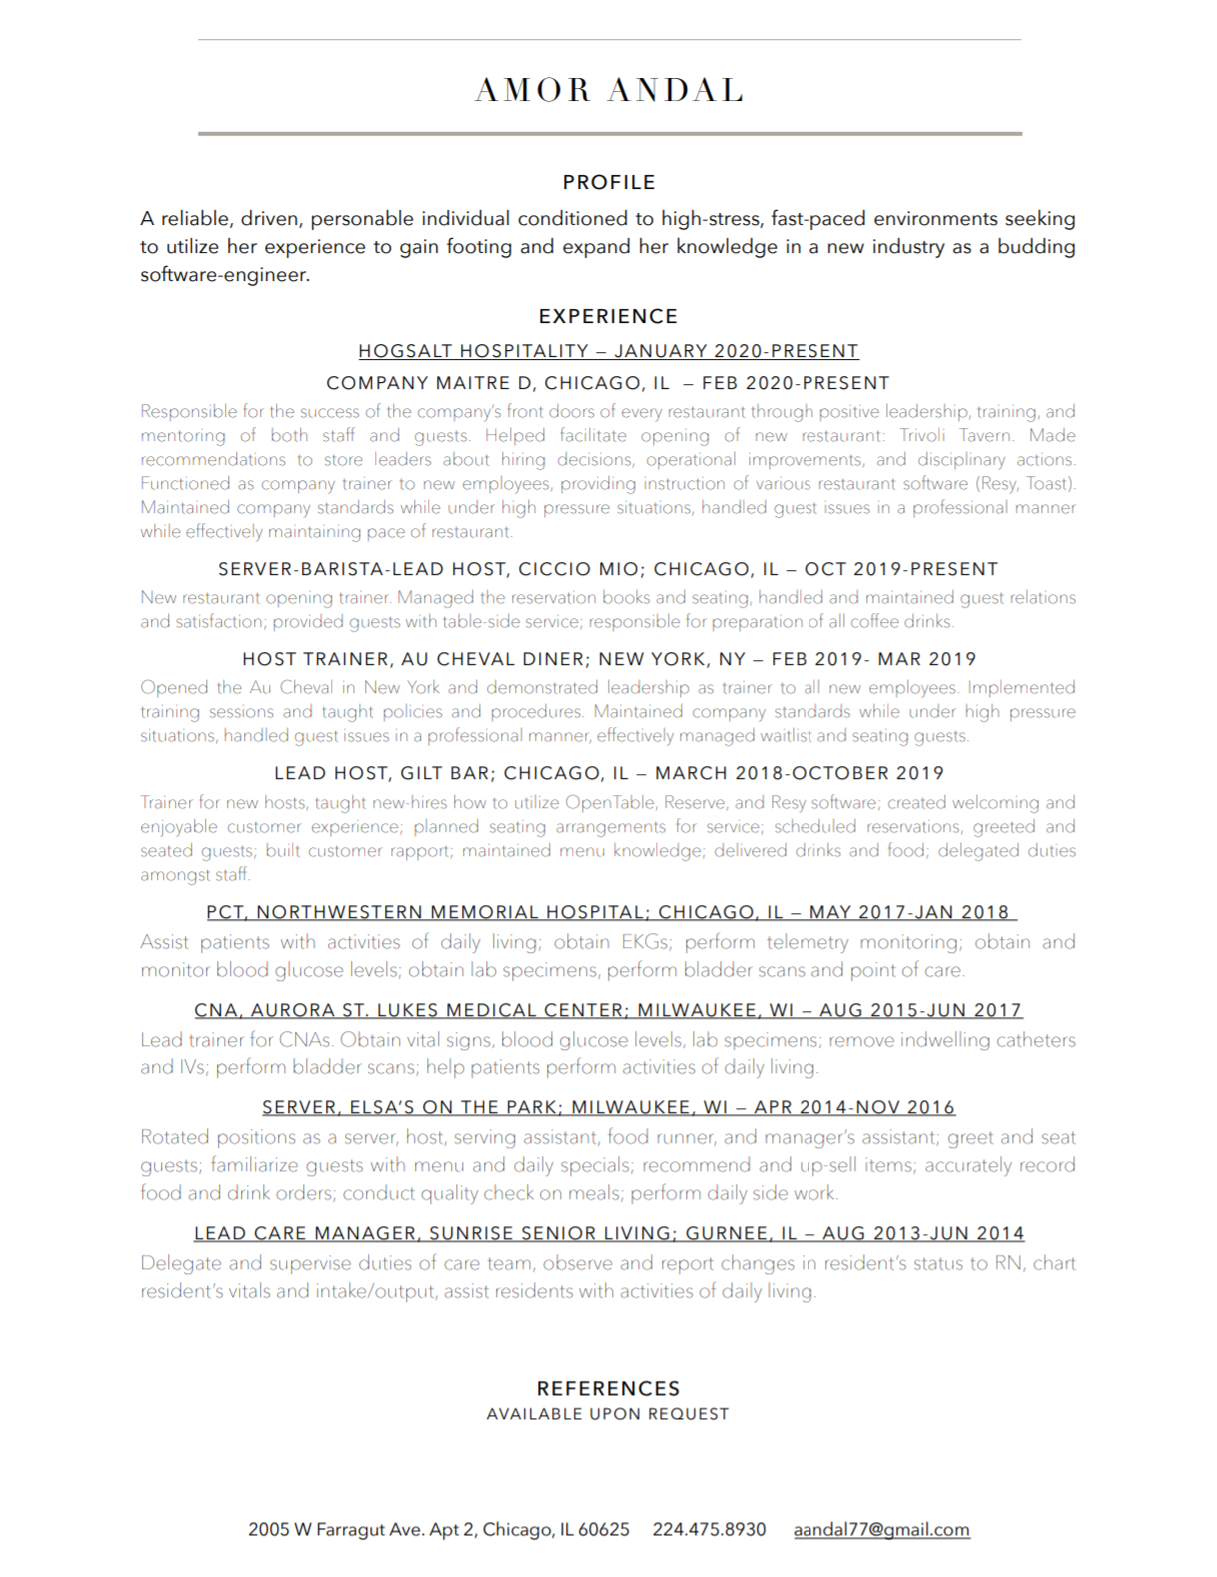 AMOR ANDAL
PROFILE
A reliable, driven, personable individual conditioned to high-stress, fast-paced environments seeking
to utilize her experience to gain footing and expand her knowledge in a new industry as a budding
software-engineer.
EXPERIENCE
HOGSALT HOSPITALITY – JANUARY 2020-PRESENT
COMPANY MAITRE D, CHICAGO, IL – FEB 2020-PRESENT
Responsible for the success of the company's front doors of every restaurant through positive leadership, training, and
mentoring of both staff and guests. Helped facilitate opening of new restaurant: Trivoli Tavern. Made
recommendations to store leaders about hiring decisions, operational improvements, and disciplinary actions.
Functioned as company trainer to new employees, providing instruction of various restaurant software (Resy, Toast).
Maintained company standards while under high pressure situations, handled guest issues in a professional manner
while effectively maintaining pace of restaurant.
SERVER-BARISTA-LEAD HOST, CICCIO MIO; CHICAGO, IL – OCT 2019-PRESENT
New restaurant opening trainer. Managed the reservation books and seating, handled and maintained guest relations
and satisfaction; provided guests with table-side service; responsible for preparation of all coffee drinks.
HOST TRAINER, AU CHEVAL DINER; NEW YORK, NY – FEB 2019- MAR 2019
Opened the Au Cheval in New York and demonstrated leadership as trainer to all new employees. Implemented
training sessions and taught policies and procedures. Maintained company standards while under high pressure
situations, handled guest issues in a professional manner, effectively managed waitlist and seating guests.
LEAD HOST, GILT BAR; CHICAGO, IL – MARCH 2018-OCTOBER 2019
Trainer for new hosts, taught new-hires how to utilize OpenTable, Reserve, and Resy software; created welcoming and
enjoyable customer experience; planned seating arrangements for service; scheduled reservations, greeted and
seated guests; built customer rapport; maintained menu knowledge; delivered drinks and food; delegated duties
amongst staff.
PCT, NORTHWESTERN MEMORIAL HOSPITAL; CHICAGO, IL – MAY 2017-JAN 2018
Assist patients with activities of daily living; obtain EKGs; perform telemetry monitoring; obtain and
monitor blood glucose levels; obtain lab specimens, perform bladder scans and point of care.
CNA, AURORA ST. LUKES MEDICAL CENTER; MILWAUKEE, WI – AUG 2015-JUN 2017
Lead trainer for CNAs. Obtain vital signs, blood glucose levels, lab specimens; remove indwelling catheters
and IVs; perform bladder scans; help patients perform activities of daily living.
SERVER, ELSA'S ON THE PARK; MILWAUKEE, WI – APR 2014-NOV 2016
Rotated positions as a server, host, serving assistant, food runner, and manager's assistant; greet and seat
guests; familiarize guests with menu and daily specials; recommend and up-sell items; accurately record
food and drink orders; conduct quality check on meals; perform daily side work.
LEAD CARE MANAGER, SUNRISE SENIOR LIVING; GURNEE, IL – AUG 2013-JUN 2014
Delegate and supervise duties of care team, observe and report changes in resident's status to RN, chart
resident's vitals and intake/output, assist residents with activities of daily living.
REFERENCES
AVAILABLE UPON REQUEST
2005 W Farragut Ave. Apt 2, Chicago, IL 60625 224.475.8930 aandal77@gmail.com